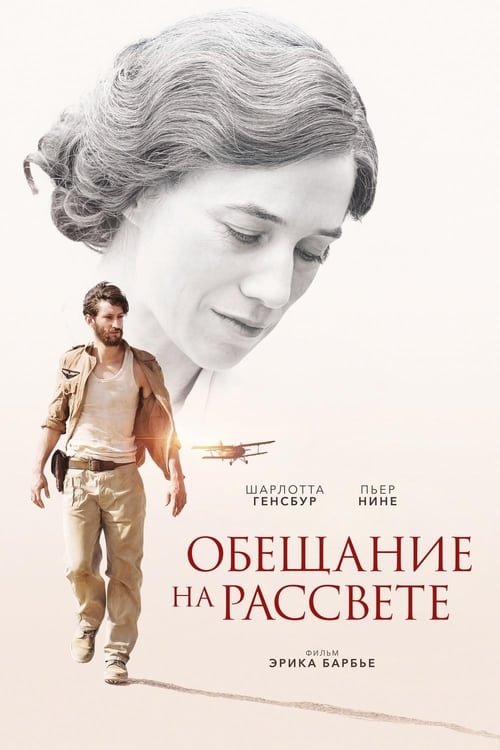 ШАРЛОТТА ПЬЕР
ГЕНСБУР НИНЕ
ОБЕЩАНИЕ
НА РАССВЕТЕ
ФИЛЬМ
ЭРИКА БАРБЬЕ